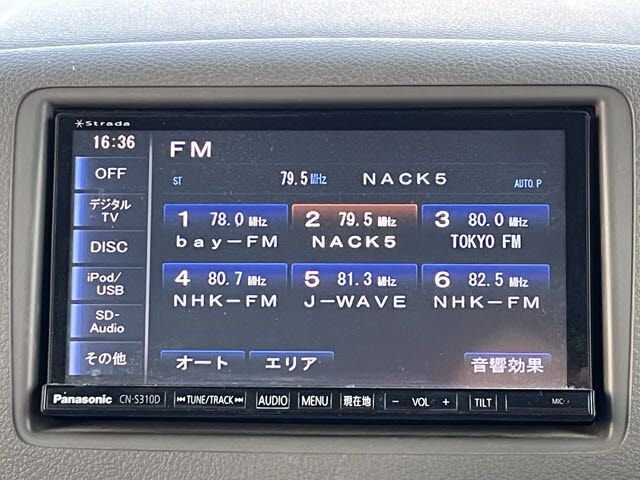 Strada
16:36
FM
OFF
ST 79.5 MHz NACK5 AUTO.P
デジタル
TV
1 78.0 MHz 2 79.5 MHz 3 80.0 MHz
bay-FM NACK5 TOKYO FM
DISC
iPod/
USB
4 80.7 MHz 5 81.3 MHz 6 82.5 MHz
NHK-FM J-WAVE NHK-FM
SD-
Audio
その他
オート エリア 音響効果
Panasonic CN-S310D TUNE/TRACK AUDIO MENU 現在地 - VOL + TILT MIC